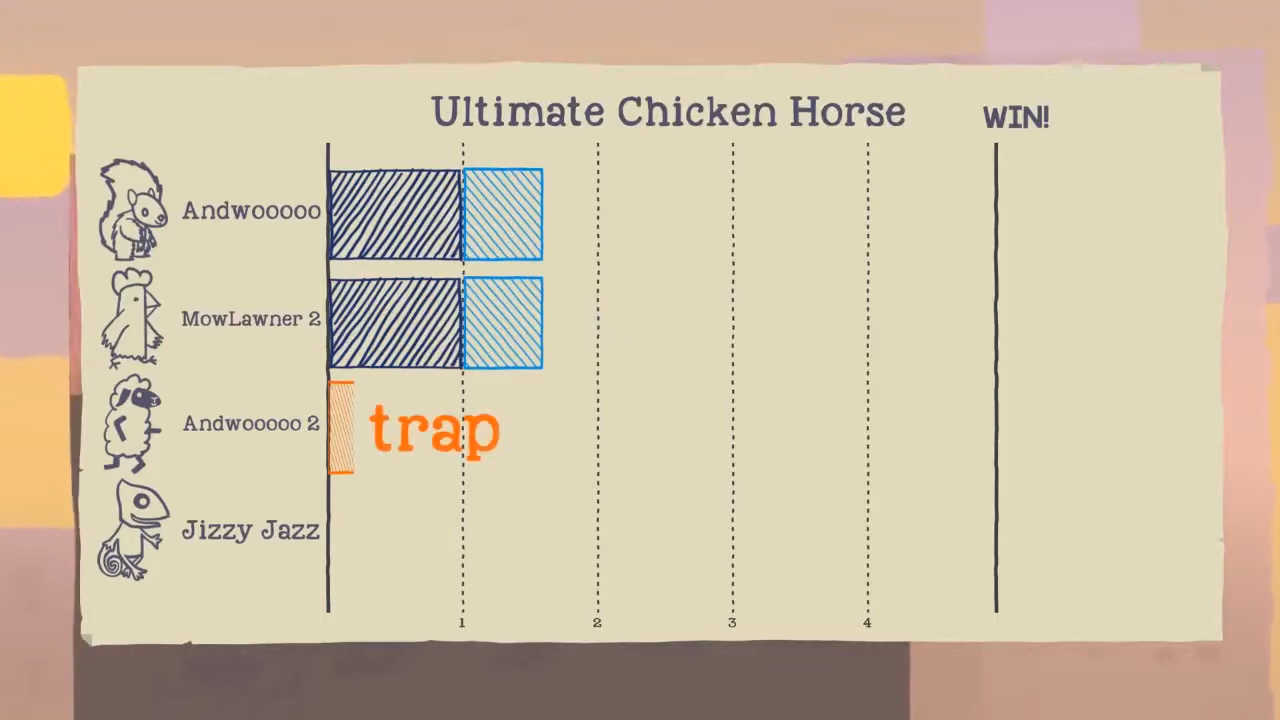 Ultimate Chicken Horse
WIN!
Andwooooo
MowLawner 2
Andwooooo 2
trap
Jizzy Jazz
1 2 3 4